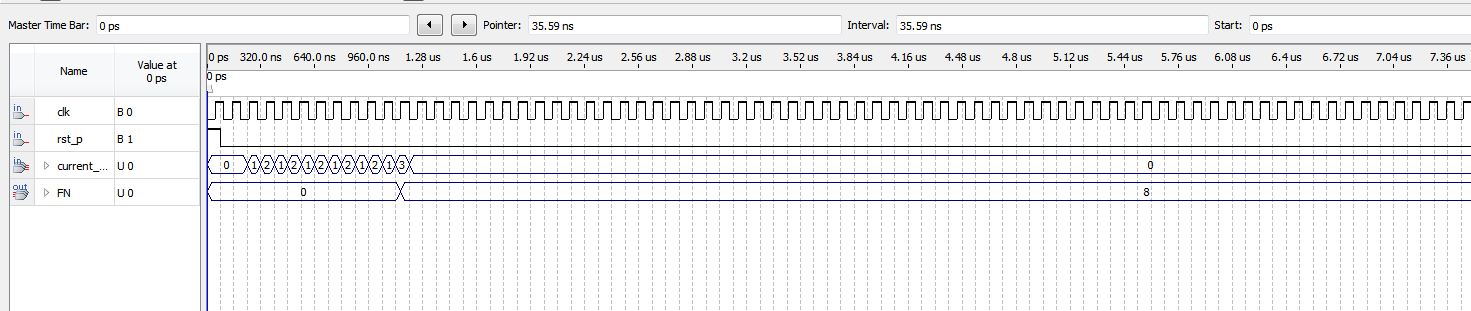 Master Time Bar: 0 ps Pointer: 35.59 ns Interval: 35.59 ns Start: 0 ps
Name Value at 0 ps
0 ps 320.0 ns 640.0 ns 960.0 ns 1.28 us 1.6 us 1.92 us 2.24 us 2.56 us 2.88 us 3.2 us 3.52 us 3.84 us 4.16 us 4.48 us 4.8 us 5.12 us 5.44 us 5.76 us 6.08 us 6.4 us 6.72 us 7.04 us 7.36 us
0 ps
in clk B 0
in rst_p B 1
in current_... U 0 0 1 2 1 2 1 2 1 2 1 2 1 3 0
out FN U 0 0 8